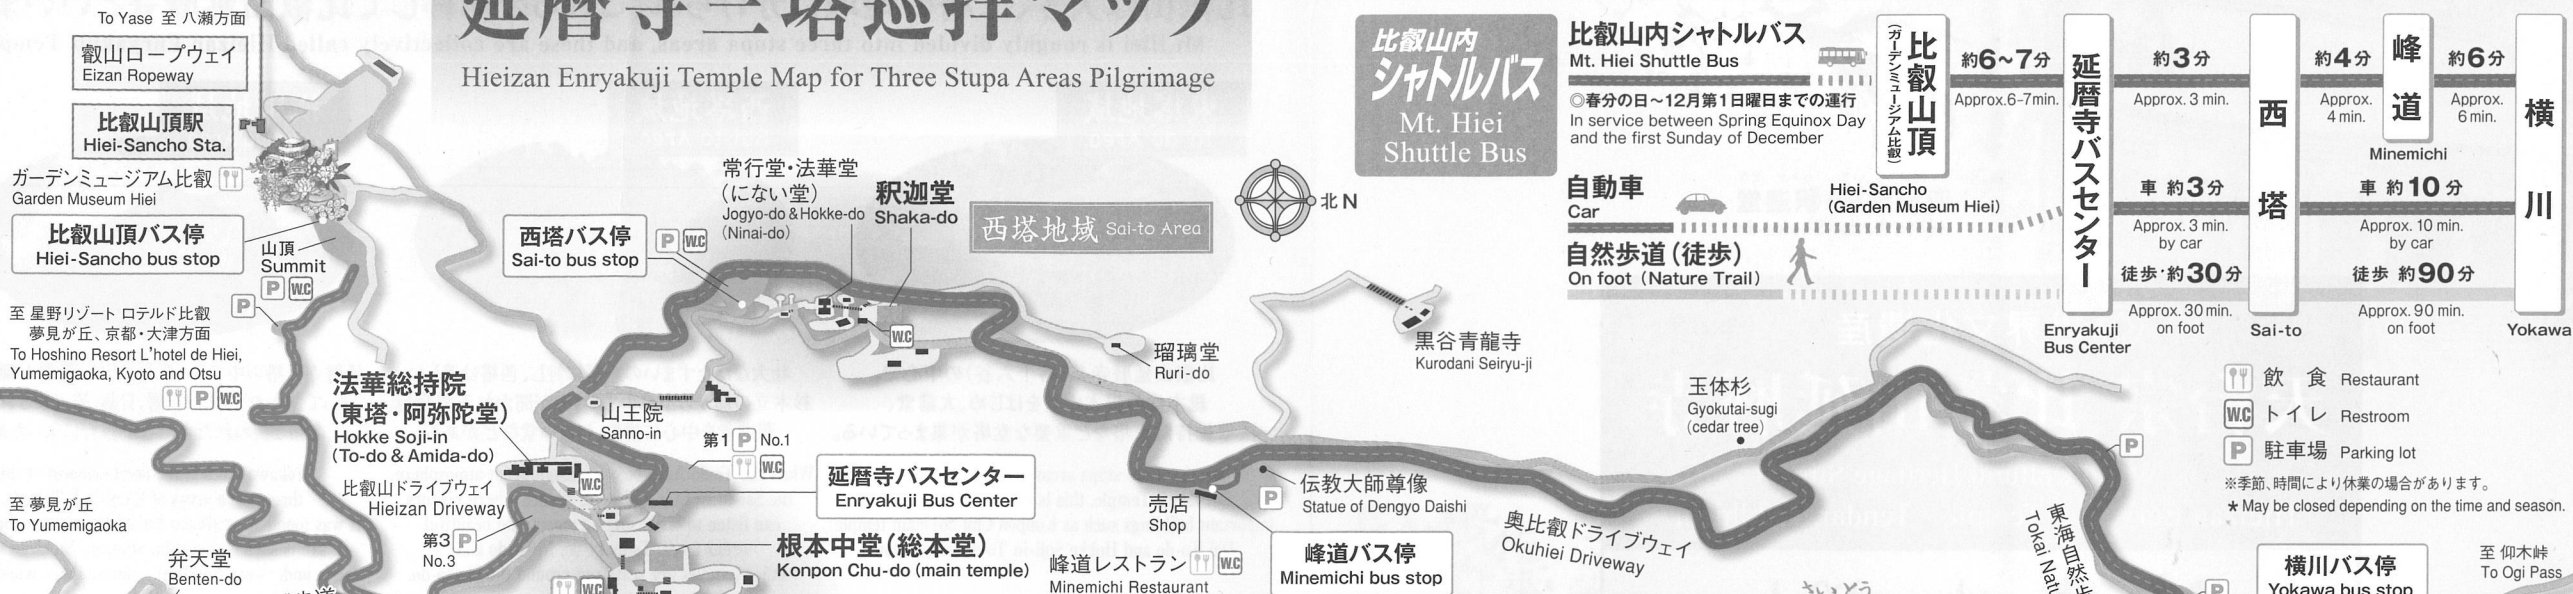 To Yase 至 八瀬方面
叡山ロープウェイ
Eizan Ropeway
比叡山頂駅
Hiei-Sancho Sta.
ガーデンミュージアム比叡
Garden Museum Hiei
比叡山頂バス停
Hiei-Sancho bus stop
山頂
Summit
P WC
P
至 星野リゾート ロテルド比叡
夢見が丘、京都・大津方面
To Hoshino Resort L'hotel de Hiei,
Yumemigaoka, Kyoto and Otsu
P WC
至 夢見が丘
To Yumemigaoka
弁天堂
Benten-do
延暦寺三塔巡拝マップ
Hieizan Enryakuji Temple Map for Three Stupa Areas Pilgrimage
常行堂・法華堂
(にない堂)
Jogyo-do & Hokke-do
(Ninai-do)
釈迦堂
Shaka-do
西塔地域 Sai-to Area
西塔バス停
Sai-to bus stop
P WC
WC
瑠璃堂
Ruri-do
法華総持院
(東塔・阿弥陀堂)
Hokke Soji-in
(To-do & Amida-do)
比叡山ドライブウェイ
Hieizan Driveway
第3 P
No.3
WC
山王院
Sanno-in
第1 P No.1
WC
延暦寺バスセンター
Enryakuji Bus Center
根本中堂(総本堂)
Konpon Chu-do (main temple)
WC
北 N
黒谷青龍寺
Kurodani Seiryu-ji
売店
Shop
峰道レストラン WC
Minemichi Restaurant
P
伝教大師尊像
Statue of Dengyo Daishi
峰道バス停
Minemichi bus stop
奥比叡ドライブウェイ
Okuhiei Driveway
玉体杉
Gyokutai-sugi
(cedar tree)
さいとう
P
東海自然歩
Tokai Natu
P
横川バス停
Yokawa bus stop
至 仰木峠
To Ogi Pass
比叡山内
シャトルバス
Mt. Hiei
Shuttle Bus
比叡山内シャトルバス
Mt. Hiei Shuttle Bus
◎春分の日～12月第1日曜日までの運行
In service between Spring Equinox Day
and the first Sunday of December
自動車
Car
自然歩道(徒歩)
On foot (Nature Trail)
比叡山頂
(ガーデンミュージアム比叡)
Hiei-Sancho
(Garden Museum Hiei)
約6～7分
Approx.6-7min.
延暦寺バスセンター
Enryakuji
Bus Center
約3分
Approx. 3 min.
車 約3分
Approx. 3 min.
by car
徒歩・約30分
Approx. 30 min.
on foot
西塔
Sai-to
約4分
Approx.
4 min.
峰道
Minemichi
約6分
Approx.
6 min.
車 約10分
Approx. 10 min.
by car
徒歩 約90分
Approx. 90 min.
on foot
横川
Yokawa
飲 食 Restaurant
WC トイレ Restroom
P 駐車場 Parking lot
※季節、時間により休業の場合があります。
* May be closed depending on the time and season.